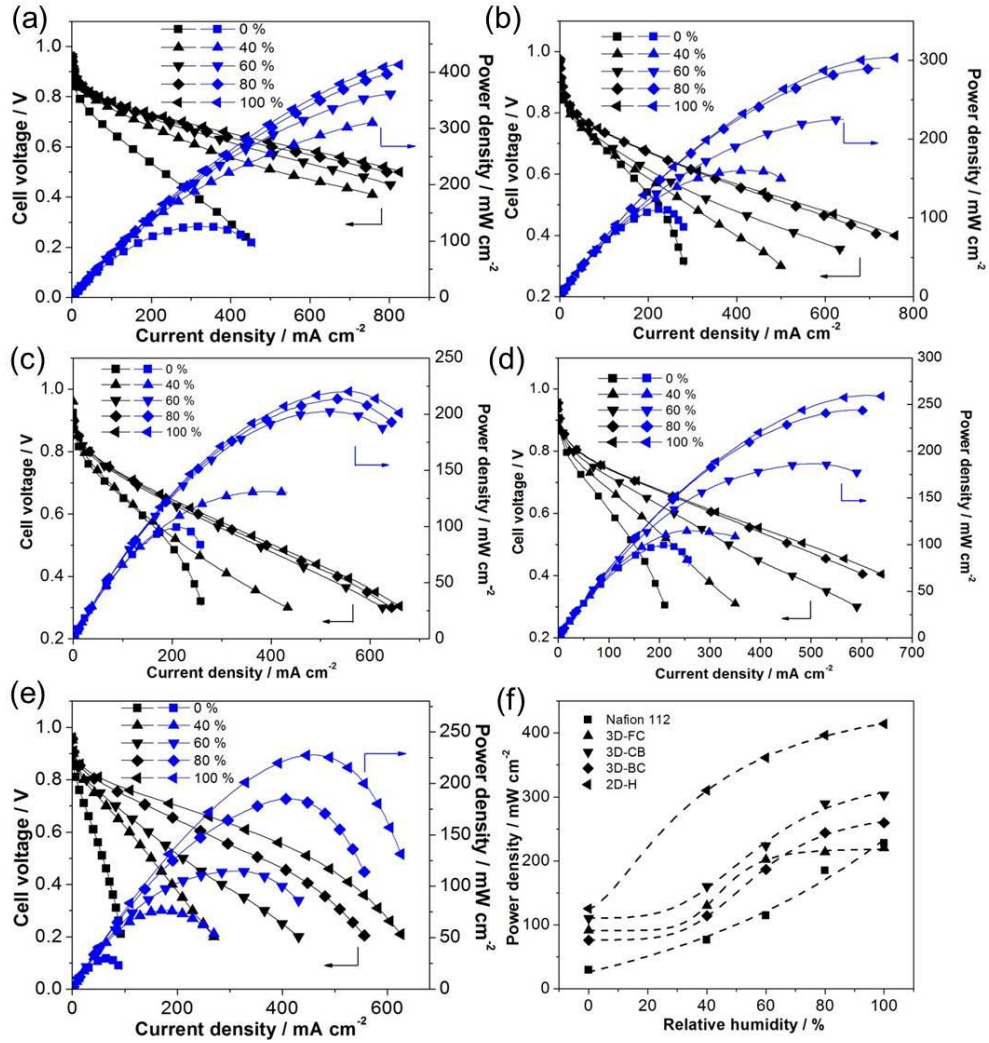 (a)
0 %
40 %
60 %
80 %
100 %
1.0
0.8
0.6
0.4
0.2
0.0
Cell voltage / V
400
300
200
100
0
Power density / mW cm-2
0 200 400 600 800
Current density / mA cm-2
(b)
0 %
40 %
60 %
80 %
100 %
1.0
0.8
0.6
0.4
0.2
Cell voltage / V
300
200
100
0
Power density / mW cm-2
0 200 400 600 800
Current density / mA cm-2
(c)
0 %
40 %
60 %
80 %
100 %
1.0
0.8
0.6
0.4
0.2
Cell voltage / V
250
200
150
100
50
0
Power density / mW cm-2
0 200 400 600
Current density / mA cm-2
(d)
0 %
40 %
60 %
80 %
100 %
1.0
0.8
0.6
0.4
0.2
Cell voltage / V
300
250
200
150
100
50
0
Power density / mW cm-2
0 100 200 300 400 500 600 700
Current density / mA cm-2
(e)
0 %
40 %
60 %
80 %
100 %
1.0
0.8
0.6
0.4
0.2
0.0
Cell voltage / V
250
200
150
100
50
0
Power density / mW cm-2
0 200 400 600
Current density / mA cm-2
(f)
Nafion 112
3D-FC
3D-CB
3D-BC
2D-H
400
300
200
100
0
Power density / mW cm-2
0 20 40 60 80 100
Relative humidity / %